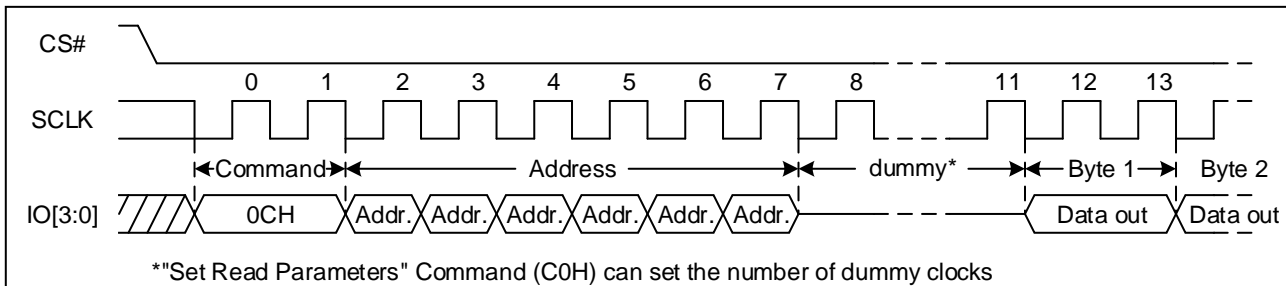 CS#
0 1 2 3 4 5 6 7 8 11 12 13
SCLK
Command Address dummy* Byte 1 Byte 2
IO[3:0] 0CH Addr. Addr. Addr. Addr. Addr. Addr. Data out Data out
*"Set Read Parameters" Command (C0H) can set the number of dummy clocks